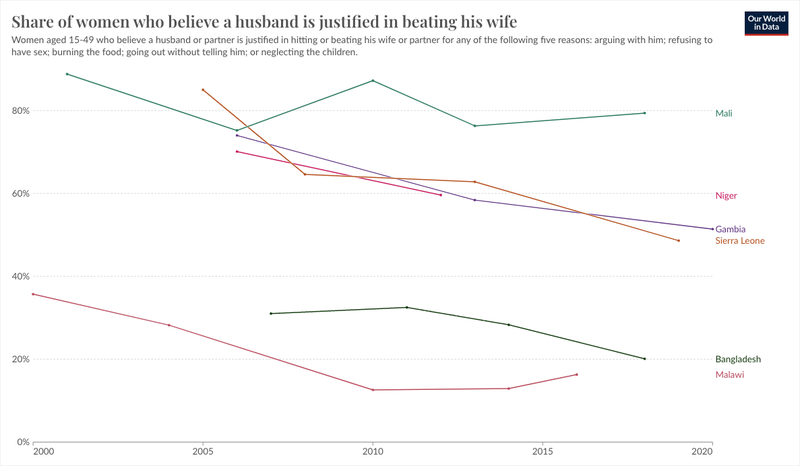 Share of women who believe a husband is justified in beating his wife
Our World
in Data
Women aged 15-49 who believe a husband or partner is justified in hitting or beating his wife or partner for any of the following five reasons: arguing with him; refusing to
have sex; burning the food; going out without telling him; or neglecting the children.
80%
60%
40%
20%
0%
Mali
Niger
Gambia
Sierra Leone
Bangladesh
Malawi
2000
2005
2010
2015
2020